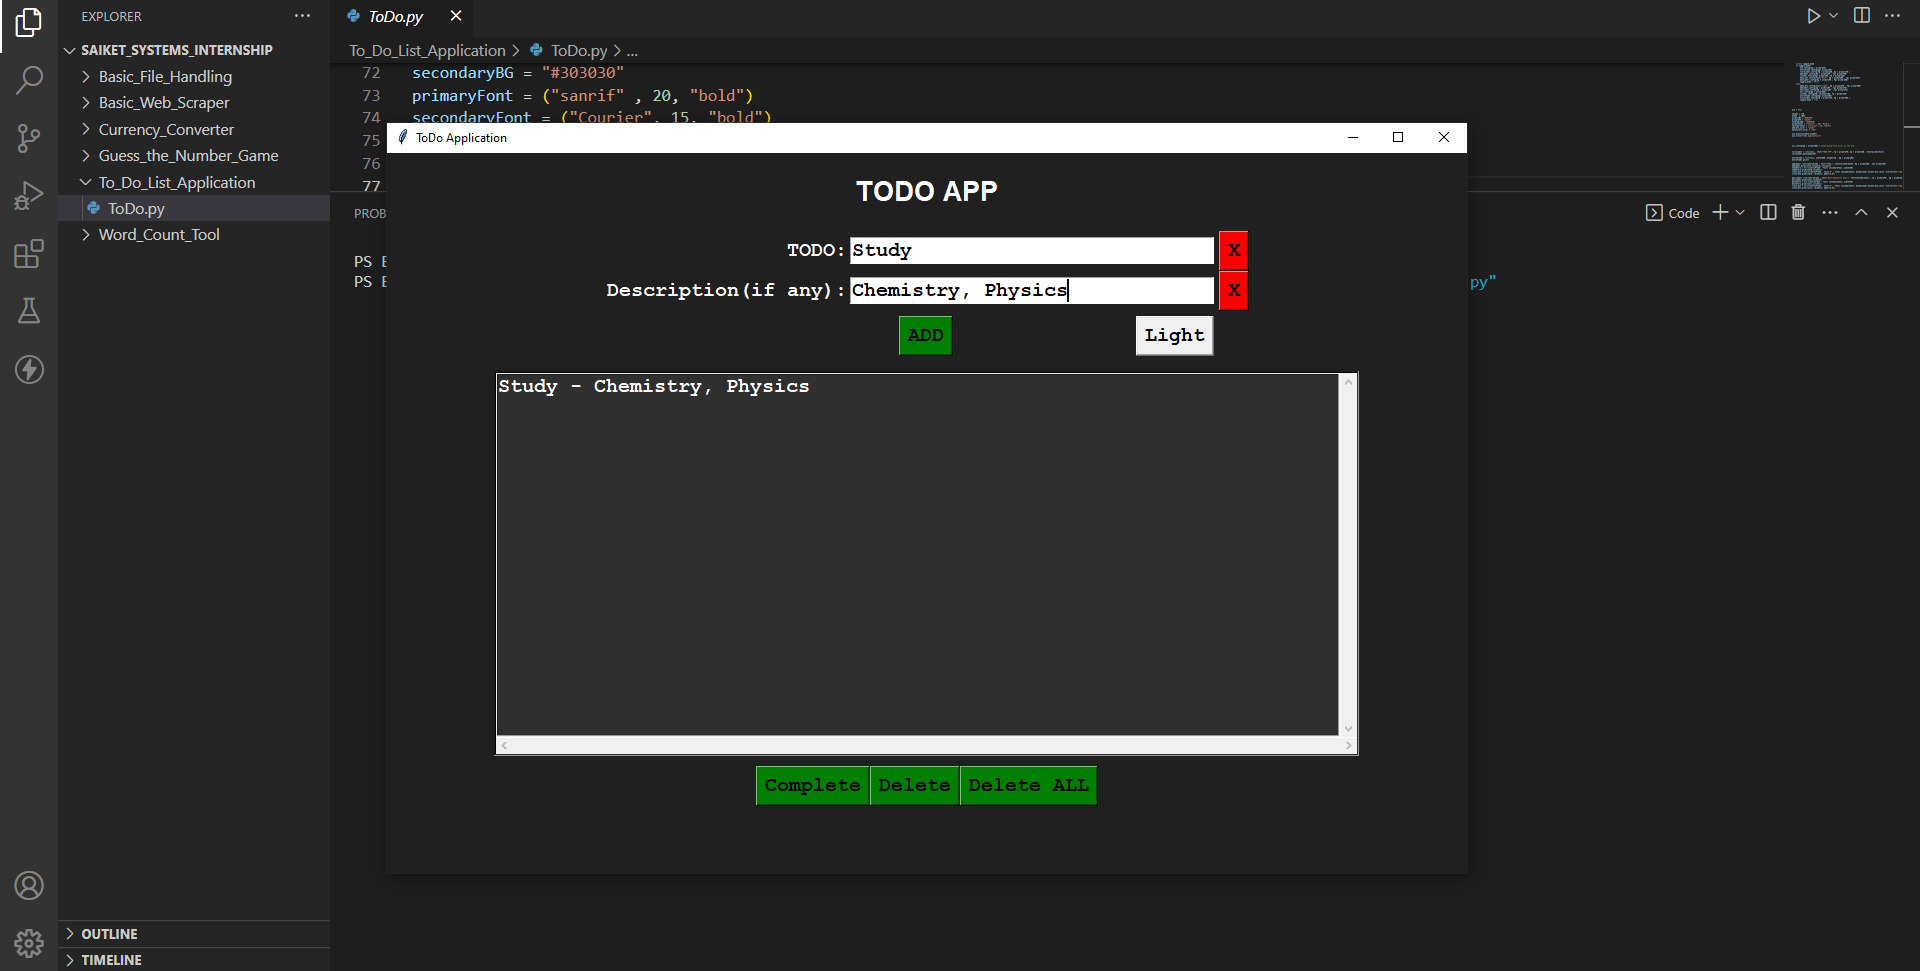 EXPLORER
SAIKET_SYSTEMS_INTERNSHIP
Basic_File_Handling
Basic_Web_Scraper
Currency_Converter
Guess_the_Number_Game
To_Do_List_Application
ToDo.py
Word_Count_Tool
OUTLINE
TIMELINE
ToDo.py
To_Do_List_Application > ToDo.py > ...
72 secondaryBG = "#303030"
73 primaryFont = ("sanrif" , 20, "bold")
74 secondaryFont = ("Courier", 15, "bold")
75
76
77
PROB
Code
PS E
PS E
py"
ToDo Application
TODO APP
TODO: Study X
Description(if any): Chemistry, Physics X
ADD Light
Study - Chemistry, Physics
Complete Delete Delete ALL